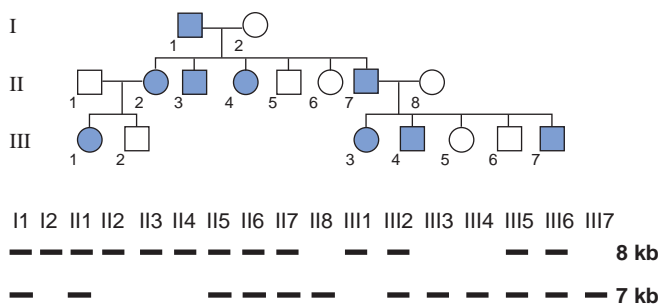 I
1 2
II
1 2 3 4 5 6 7 8
III
1 2 3 4 5 6 7
I1 I2 II1 II2 II3 II4 II5 II6 II7 II8 III1 III2 III3 III4 III5 III6 III7
8 kb
7 kb